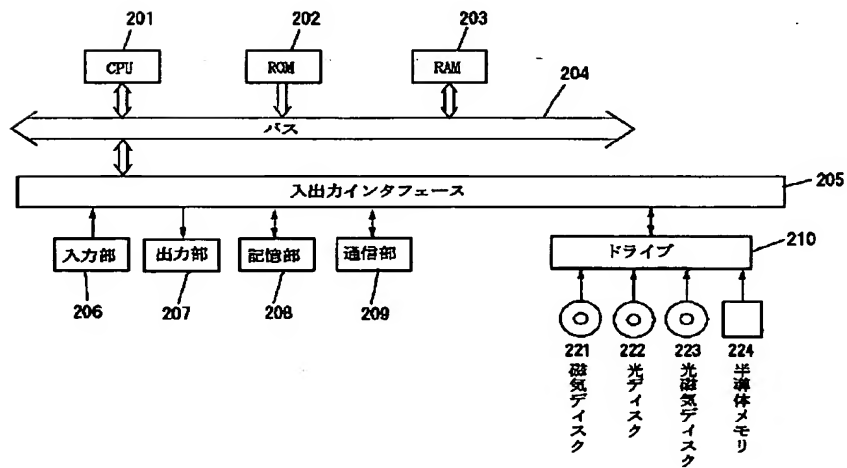 201
202
203
CPU
ROM
RAM
204
バス
入出力インタフェース
205
入力部
出力部
記憶部
通信部
ドライブ
210
206
207
208
209
221
222
223
224
磁気ディスク
光ディスク
光磁気ディスク
半導体メモリ